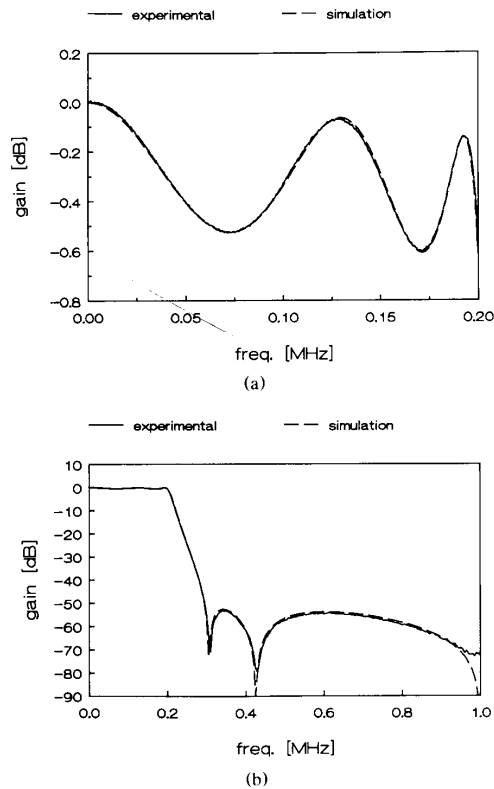 experimental simulation
0.2
0.0
−0.2
−0.4
−0.6
−0.8
gain [dB]
0.00 0.05 0.10 0.15 0.20
freq. [MHz]
(a)
experimental simulation
10
0
−10
−20
−30
−40
−50
−60
−70
−80
−90
gain [dB]
0.0 0.2 0.4 0.6 0.8 1.0
freq. [MHz]
(b)